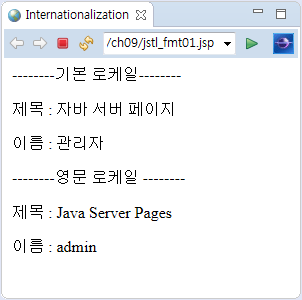 Internationalization
/ch09/jstl_fmt01.jsp
--------기본 로케일--------
제목 : 자바 서버 페이지
이름 : 관리자
--------영문 로케일 --------
제목 : Java Server Pages
이름 : admin